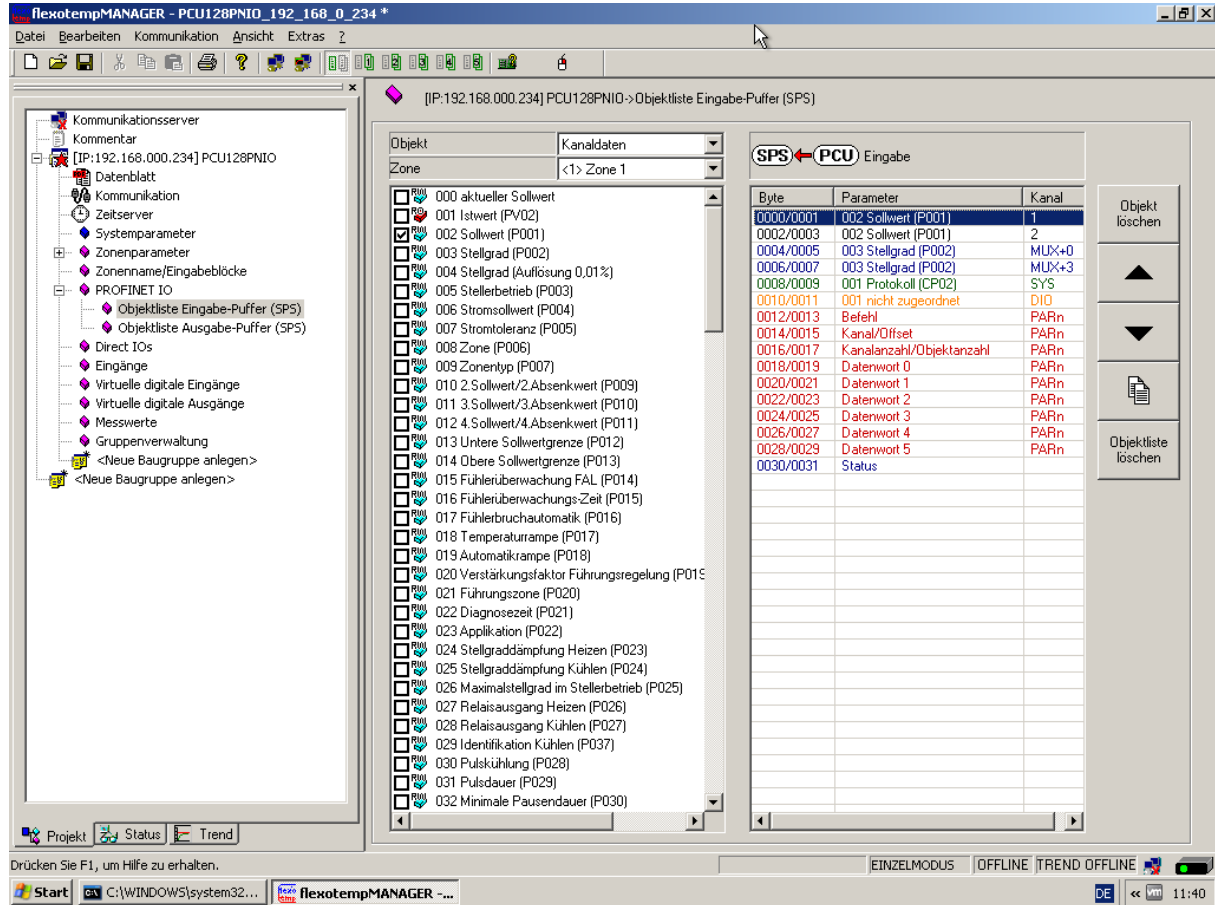 flexotempMANAGER - PCU128PNIO_192_168_0_234 *
Datei Bearbeiten Kommunikation Ansicht Extras ?
[IP:192.168.000.234] PCU128PNIO->Objektliste Eingabe-Puffer (SPS)
Kommunikationsserver
Kommentar
[IP:192.168.000.234] PCU128PNIO
Datenblatt
Kommunikation
Zeitserver
Systemparameter
Zonenparameter
Zonenname/Eingabeblöcke
PROFINET IO
Objektliste Eingabe-Puffer (SPS)
Objektliste Ausgabe-Puffer (SPS)
Direct IOs
Eingänge
Virtuelle digitale Eingänge
Virtuelle digitale Ausgänge
Messwerte
Gruppenverwaltung
<Neue Baugruppe anlegen>
<Neue Baugruppe anlegen>
Projekt Status Trend
Objekt Kanaldaten
Zone <1> Zone 1
000 aktueller Sollwert
001 Istwert (PV02)
002 Sollwert (P001)
003 Stellgrad (P002)
004 Stellgrad (Auflösung 0,01%)
005 Stellerbetrieb (P003)
006 Stromsollwert (P004)
007 Stromtoleranz (P005)
008 Zone (P006)
009 Zonentyp (P007)
010 2.Sollwert/2.Absenkwert (P009)
011 3.Sollwert/3.Absenkwert (P010)
012 4.Sollwert/4.Absenkwert (P011)
013 Untere Sollwertgrenze (P012)
014 Obere Sollwertgrenze (P013)
015 Fühlerüberwachung FAL (P014)
016 Fühlerüberwachungs-Zeit (P015)
017 Fühlerbruchautomatik (P016)
018 Temperaturrampe (P017)
019 Automatikrampe (P018)
020 Verstärkungsfaktor Führungsregelung (P019
021 Führungszone (P020)
022 Diagnosezeit (P021)
023 Applikation (P022)
024 Stellgraddämpfung Heizen (P023)
025 Stellgraddämpfung Kühlen (P024)
026 Maximalstellgrad im Stellerbetrieb (P025)
027 Relaisausgang Heizen (P026)
028 Relaisausgang Kühlen (P027)
029 Identifikation Kühlen (P037)
030 Pulskühlung (P028)
031 Pulsdauer (P029)
032 Minimale Pausendauer (P030)
SPS PCU Eingabe
Byte Parameter Kanal
0000/0001 002 Sollwert (P001) 1
0002/0003 002 Sollwert (P001) 2
0004/0005 003 Stellgrad (P002) MUX+0
0006/0007 003 Stellgrad (P002) MUX+3
0008/0009 001 Protokoll (CP02) SYS
0010/0011 001 nicht zugeordnet DIO
0012/0013 Befehl PARn
0014/0015 Kanal/Offset PARn
0016/0017 Kanalanzahl/Objektanzahl PARn
0018/0019 Datenwort 0 PARn
0020/0021 Datenwort 1 PARn
0022/0023 Datenwort 2 PARn
0024/0025 Datenwort 3 PARn
0026/0027 Datenwort 4 PARn
0028/0029 Datenwort 5 PARn
0030/0031 Status
Objekt
löschen
Objektliste
löschen
Drücken Sie F1, um Hilfe zu erhalten.
EINZELMODUS OFFLINE TREND OFFLINE
Start C:\WINDOWS\system32... flexotempMANAGER -... DE « 11:40